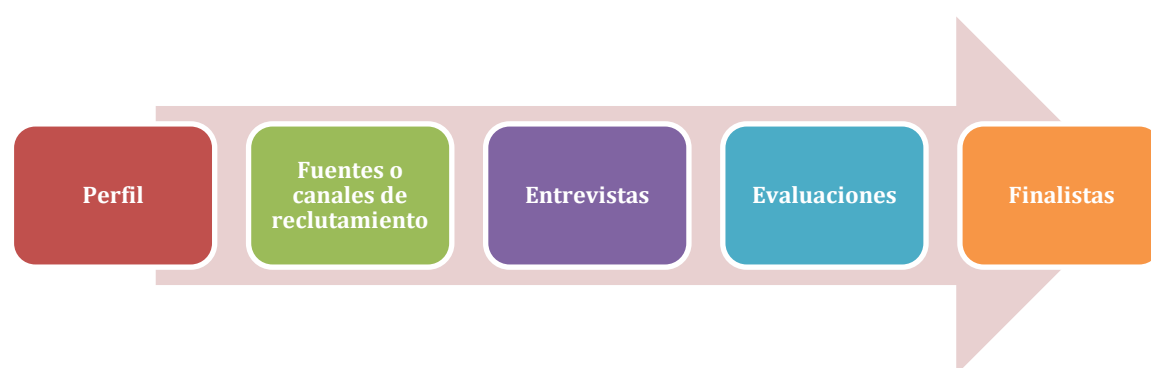 Perfil
Fuentes o
canales de
reclutamiento
Entrevistas
Evaluaciones
Finalistas